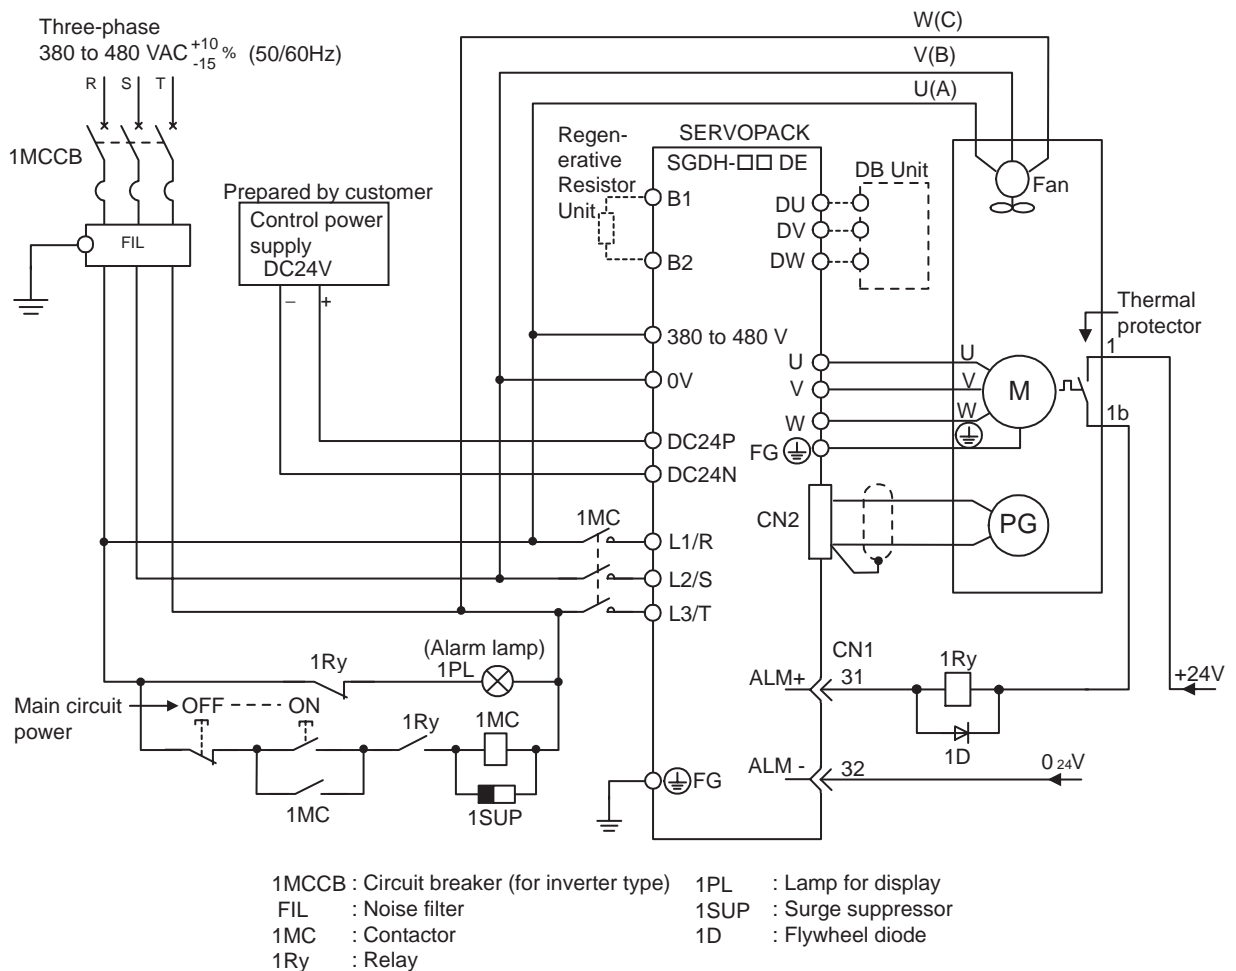 Three-phase
380 to 480 VAC +10 -15 % (50/60Hz)
R S T
1MCCB
FIL
Prepared by customer
Control power
supply
DC24V
– +
Regen-
erative
Resistor
Unit
SERVOPACK
SGDH-□□ DE
B1
B2
380 to 480 V
0V
DC24P
DC24N
1MC
L1/R
L2/S
L3/T
DU
DV
DW
DB Unit
U
V
W
FG
CN2
W(C)
V(B)
U(A)
Fan
U
V
W
M
PG
Thermal
protector
1
1b
1Ry
(Alarm lamp)
1PL
Main circuit
power
OFF ON
1Ry
1MC
1MC
1SUP
FG
CN1
ALM+ 31
1Ry
1D
+24V
ALM - 32
0 24V
1MCCB : Circuit breaker (for inverter type)
FIL : Noise filter
1MC : Contactor
1Ry : Relay
1PL : Lamp for display
1SUP : Surge suppressor
1D : Flywheel diode